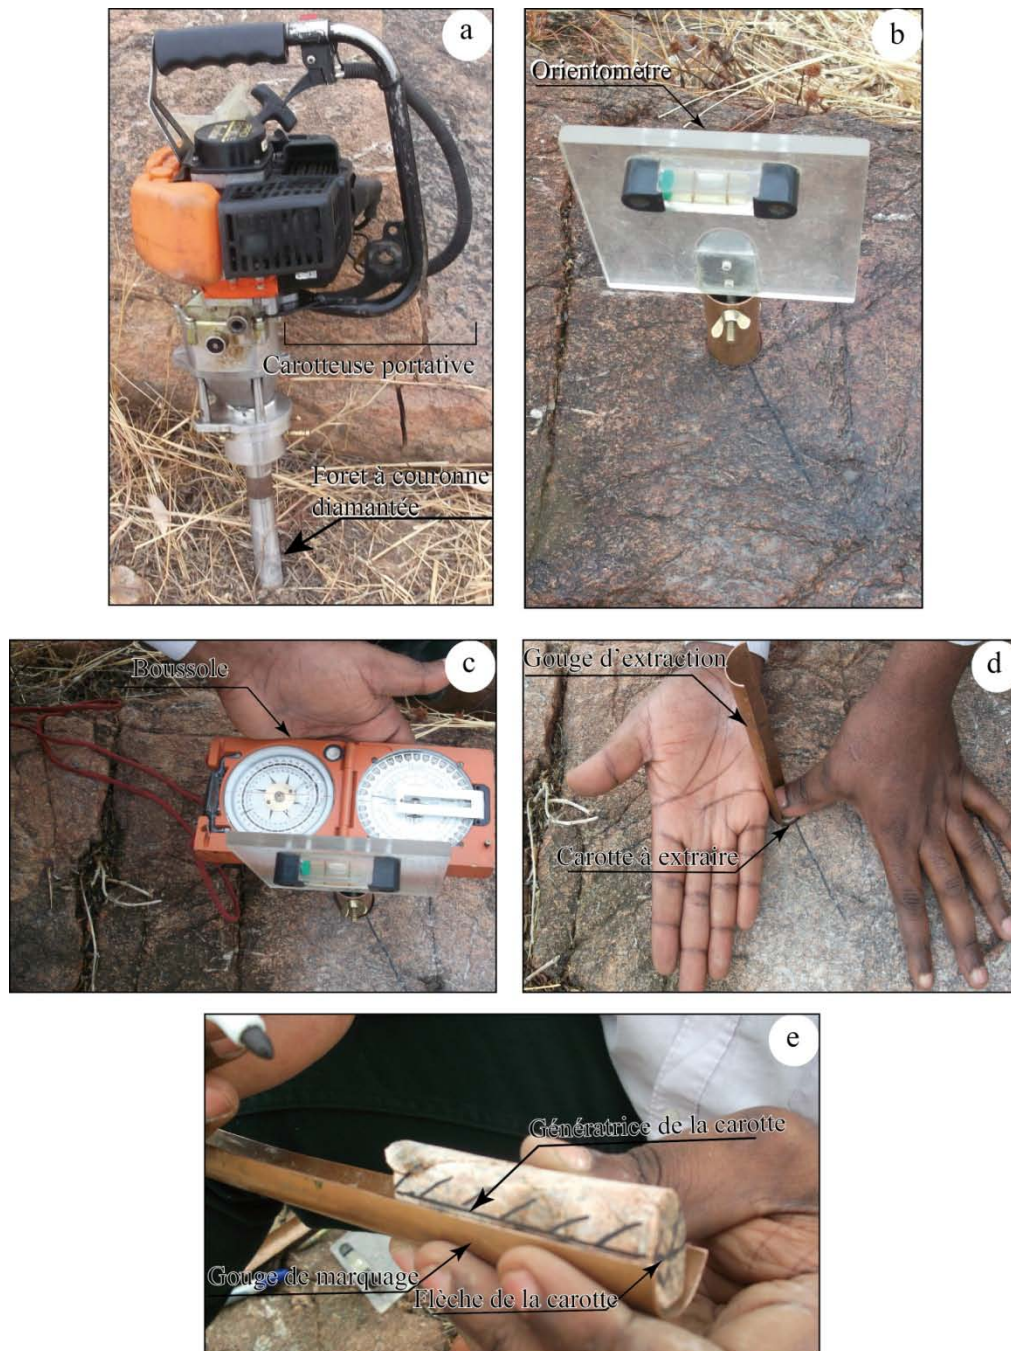 a
Carotteuse portative
Foret à couronne
diamantée
b
Orientomètre
c
Boussole
d
Gouge d’extraction
Carotte à extraire
e
Génératrice de la carotte
Gouge de marquage
Flèche de la carotte